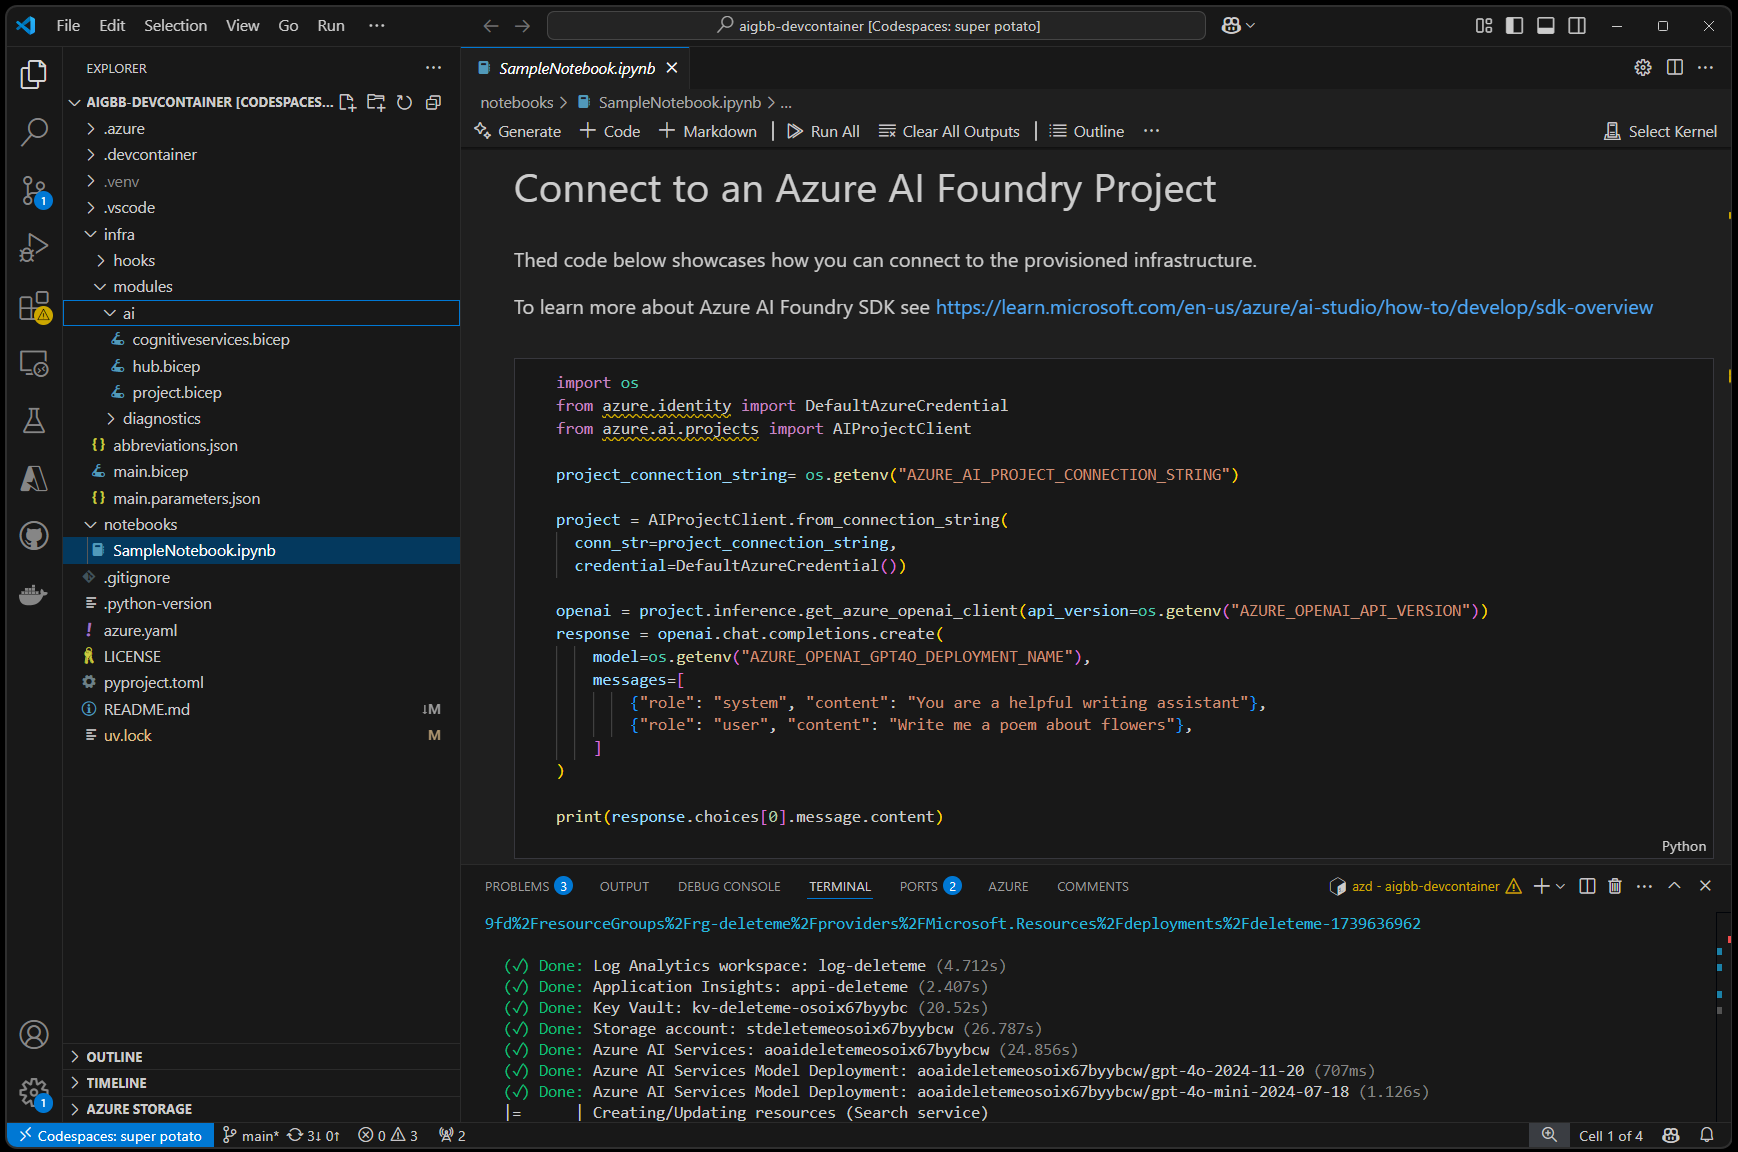 File Edit Selection View Go Run ···
aigbb-devcontainer [Codespaces: super potato]
EXPLORER
AIGBB-DEVCONTAINER [CODESPACES...
.azure
.devcontainer
.venv
.vscode
infra
hooks
modules
ai
cognitiveservices.bicep
hub.bicep
project.bicep
diagnostics
abbreviations.json
main.bicep
main.parameters.json
notebooks
SampleNotebook.ipynb
.gitignore
.python-version
azure.yaml
LICENSE
pyproject.toml
README.md ↓M
uv.lock M
OUTLINE
TIMELINE
AZURE STORAGE
1
1
SampleNotebook.ipynb
notebooks > SampleNotebook.ipynb > ...
Generate + Code + Markdown | Run All Clear All Outputs | Outline ··· Select Kernel
Connect to an Azure AI Foundry Project
Thed code below showcases how you can connect to the provisioned infrastructure.
To learn more about Azure AI Foundry SDK see https://learn.microsoft.com/en-us/azure/ai-studio/how-to/develop/sdk-overview
import os
from azure.identity import DefaultAzureCredential
from azure.ai.projects import AIProjectClient
project_connection_string= os.getenv("AZURE_AI_PROJECT_CONNECTION_STRING")
project = AIProjectClient.from_connection_string(
conn_str=project_connection_string,
credential=DefaultAzureCredential())
openai = project.inference.get_azure_openai_client(api_version=os.getenv("AZURE_OPENAI_API_VERSION"))
response = openai.chat.completions.create(
model=os.getenv("AZURE_OPENAI_GPT4O_DEPLOYMENT_NAME"),
messages=[
{"role": "system", "content": "You are a helpful writing assistant"},
{"role": "user", "content": "Write me a poem about flowers"},
]
)
print(response.choices[0].message.content)
Python
PROBLEMS 3 OUTPUT DEBUG CONSOLE TERMINAL PORTS 2 AZURE COMMENTS azd - aigbb-devcontainer
9fd%2FresourceGroups%2Frg-deleteme%2Fproviders%2FMicrosoft.Resources%2Fdeployments%2Fdeleteme-1739636962
(✓) Done: Log Analytics workspace: log-deleteme (4.712s)
(✓) Done: Application Insights: appi-deleteme (2.407s)
(✓) Done: Key Vault: kv-deleteme-osoix67byybc (20.52s)
(✓) Done: Storage account: stdeletemeosoix67byybcw (26.787s)
(✓) Done: Azure AI Services: aoaideletemeosoix67byybcw (24.856s)
(✓) Done: Azure AI Services Model Deployment: aoaideletemeosoix67byybcw/gpt-4o-2024-11-20 (707ms)
(✓) Done: Azure AI Services Model Deployment: aoaideletemeosoix67byybcw/gpt-4o-mini-2024-07-18 (1.126s)
|=      | Creating/Updating resources (Search service)
Codespaces: super potato main* 3↓ 0↑ 0 3 2 Cell 1 of 4